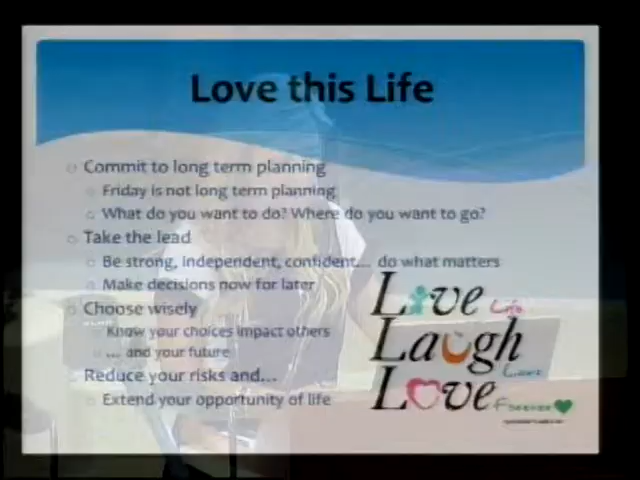 Love this Life
Commit to long term planning
Friday is not long term planning
What do you want to do? Where do you want to go?
Take the lead
Be strong, independent, confident... do what matters
Make decisions now for later
Choose wisely
Know your choices impact others
... and your future
Reduce your risks and...
Extend your opportunity of life
Live Life
Laugh
Love Forever